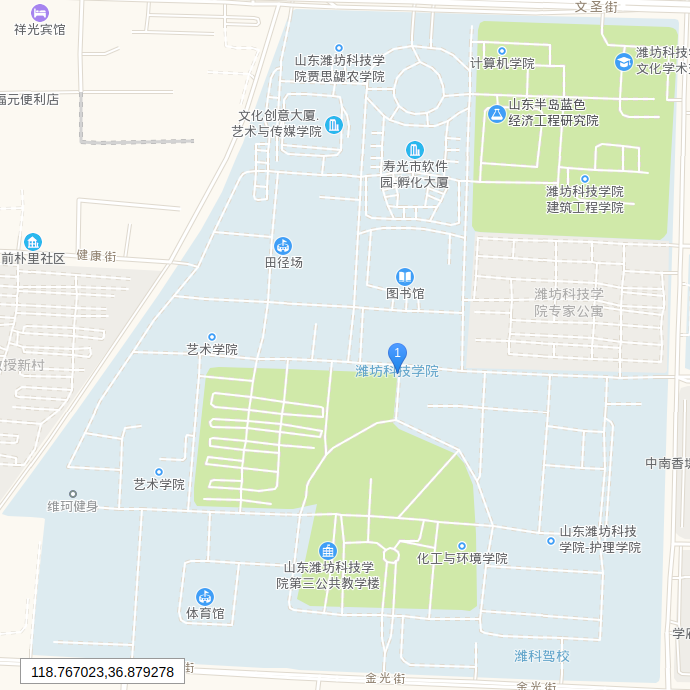 文圣街
祥光宾馆
潍坊科技学
文化学术交
山东潍坊科技学
院贾思勰农学院
计算机学院
福元便利店
文化创意大厦.
艺术与传媒学院
山东半岛蓝色
经济工程研究院
寿光市软件
园-孵化大厦
潍坊科技学院
建筑工程学院
前朴里社区
健康街
田径场
图书馆
潍坊科技学
院专家公寓
艺术学院
1
教授新村
潍坊科技学院
中南香
艺术学院
维珂健身
山东潍坊科技
学院-护理学院
山东潍坊科技学
院第三公共教学楼
化工与环境学院
体育馆
学府
潍科驾校
118.767023,36.879278
街
金光街
金光街